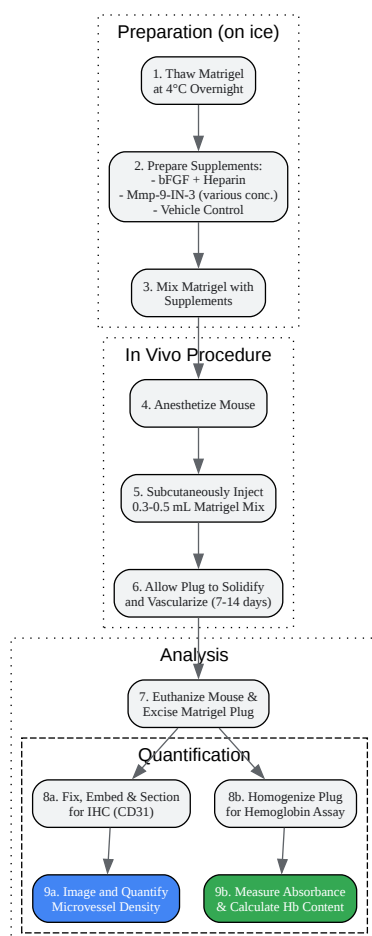 Preparation (on ice)
1. Thaw Matrigel
at 4°C Overnight
2. Prepare Supplements:
- bFGF + Heparin
- Mmp-9-IN-3 (various conc.)
- Vehicle Control
3. Mix Matrigel with
Supplements
In Vivo Procedure
4. Anesthetize Mouse
5. Subcutaneously Inject
0.3-0.5 mL Matrigel Mix
6. Allow Plug to Solidify
and Vascularize (7-14 days)
Analysis
7. Euthanize Mouse &
Excise Matrigel Plug
Quantification
8a. Fix, Embed & Section
for IHC (CD31)
8b. Homogenize Plug
for Hemoglobin Assay
9a. Image and Quantify
Microvessel Density
9b. Measure Absorbance
& Calculate Hb Content